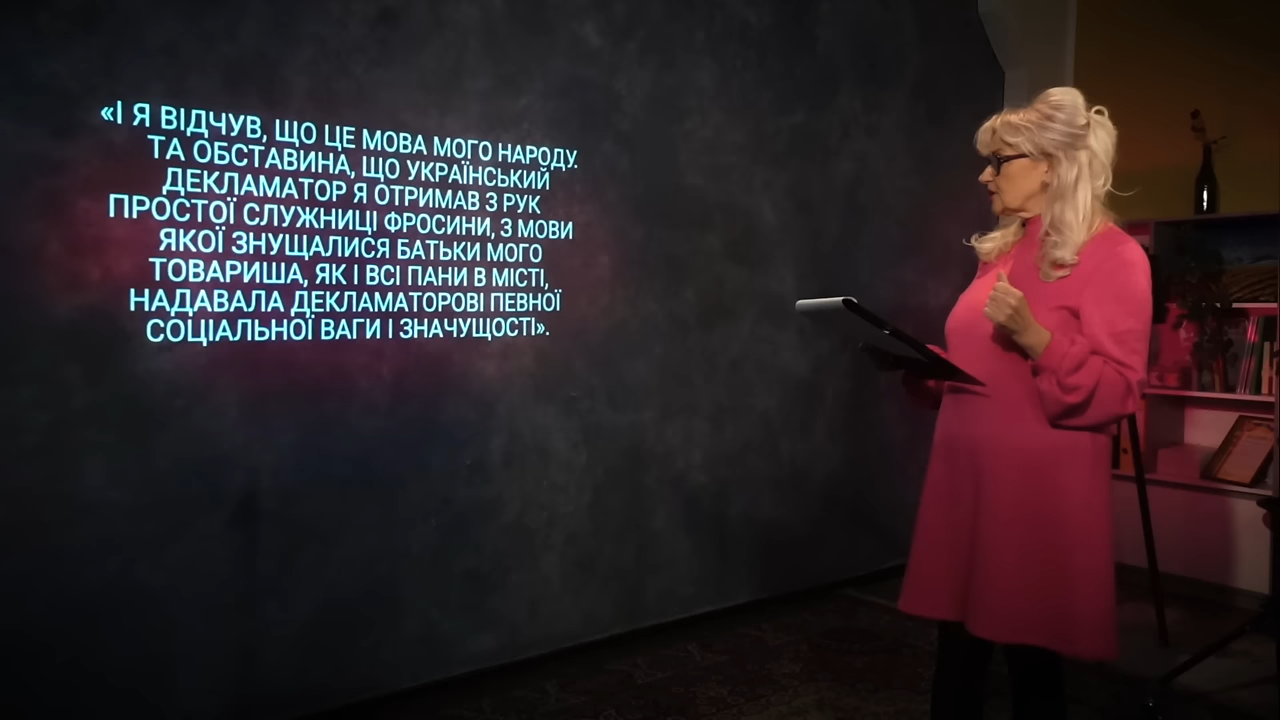 «І Я ВІДЧУВ, ЩО ЦЕ МОВА МОГО НАРОДУ.
ТА ОБСТАВИНА, ЩО УКРАЇНСЬКИЙ
ДЕКЛАМАТОР Я ОТРИМАВ З РУК
ПРОСТОЇ СЛУЖНИЦІ ФРОСИНИ, З МОВИ
ЯКОЇ ЗНУЩАЛИСЯ БАТЬКИ МОГО
ТОВАРИША, ЯК І ВСІ ПАНИ В МІСТІ,
НАДАВАЛА ДЕКЛАМАТОРОВІ ПЕВНОЇ
СОЦІАЛЬНОЇ ВАГИ І ЗНАЧУЩОСТІ».